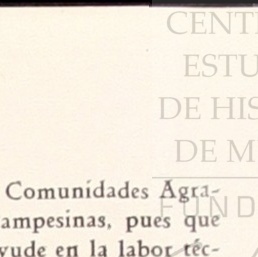 CENT
ESTU
DE HIS
DE M
FUND
Comunidades Agra-
ampesinas, pues que
yude en la labor téc-